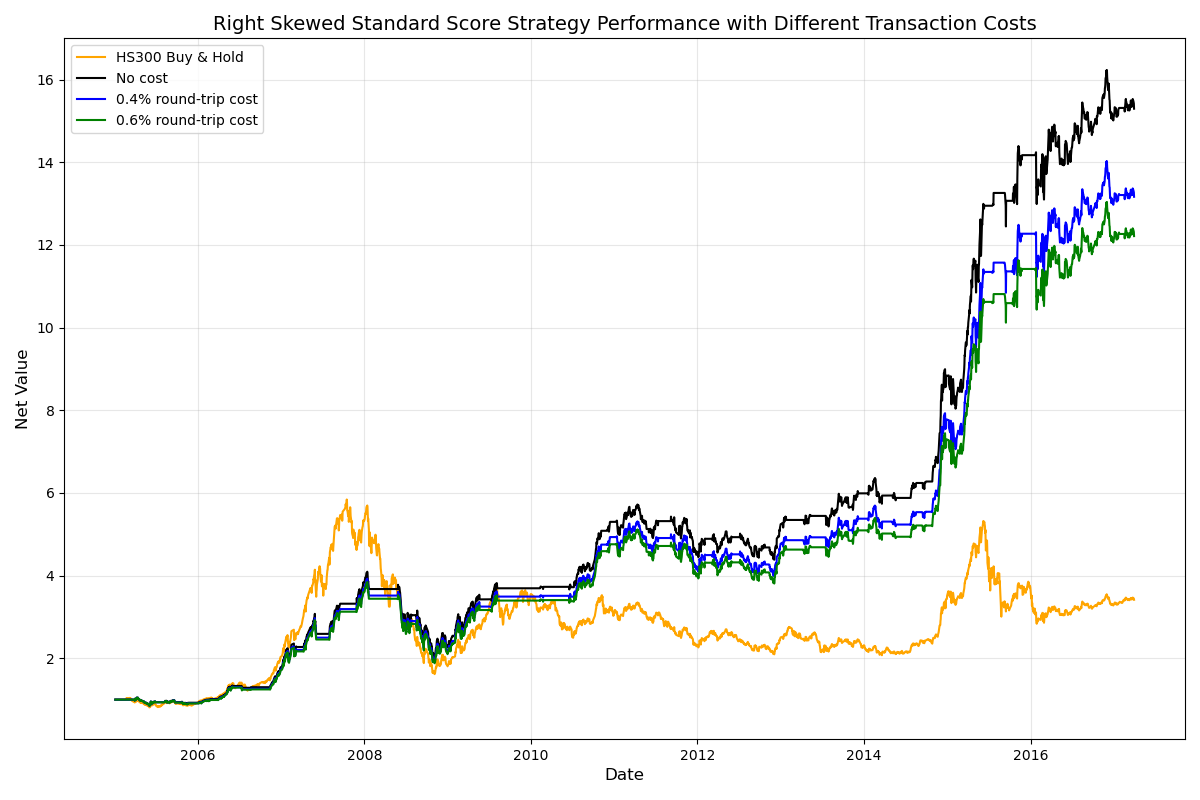 Right Skewed Standard Score Strategy Performance with Different Transaction Costs
HS300 Buy & Hold
No cost
0.4% round-trip cost
0.6% round-trip cost
Net Value
16
14
12
10
8
6
4
2
2006 2008 2010 2012 2014 2016
Date